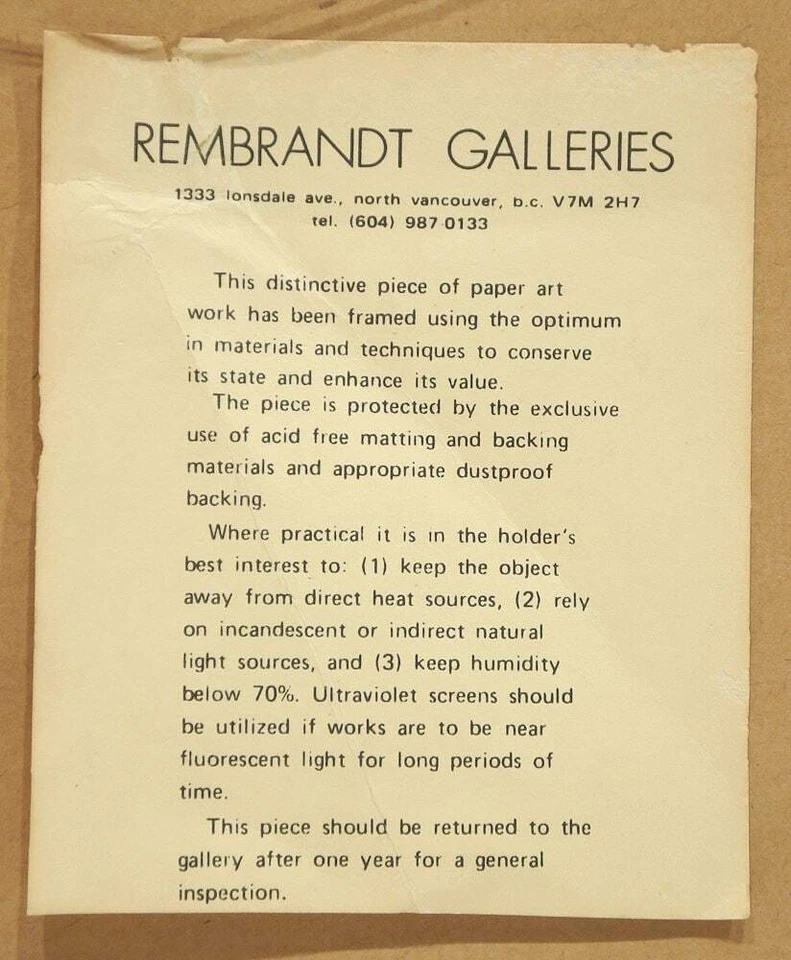 REMBRANDT GALLERIES
1333 lonsdale ave., north vancouver, b.c. V7M 2H7
tel. (604) 987-0133
This distinctive piece of paper art
work has been framed using the optimum
in materials and techniques to conserve
its state and enhance its value.
The piece is protected by the exclusive
use of acid free matting and backing
materials and appropriate dustproof
backing.
Where practical it is in the holder's
best interest to: (1) keep the object
away from direct heat sources, (2) rely
on incandescent or indirect natural
light sources, and (3) keep humidity
below 70%. Ultraviolet screens should
be utilized if works are to be near
fluorescent light for long periods of
time.
This piece should be returned to the
gallery after one year for a general
inspection.